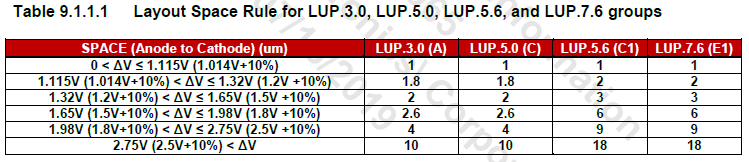 Table 9.1.1.1 Layout Space Rule for LUP.3.0, LUP.5.0, LUP.5.6, and LUP.7.6 groups
SPACE (Anode to Cathode) (um) LUP.3.0 (A) LUP.5.0 (C) LUP.5.6 (C1) LUP.7.6 (E1)
0 < ΔV ≤ 1.115V (1.014V+10%) 1 1 1 1
1.115V (1.014V+10%) < ΔV ≤ 1.32V (1.2V +10%) 1.8 1.8 2 2
1.32V (1.2V+10%) < ΔV ≤ 1.65V (1.5V +10%) 2 2 3 3
1.65V (1.5V+10%) < ΔV ≤ 1.98V (1.8V +10%) 2.6 2.6 6 6
1.98V (1.8V+10%) < ΔV ≤ 2.75V (2.5V +10%) 4 4 9 9
2.75V (2.5V+10%) < ΔV 10 10 18 18